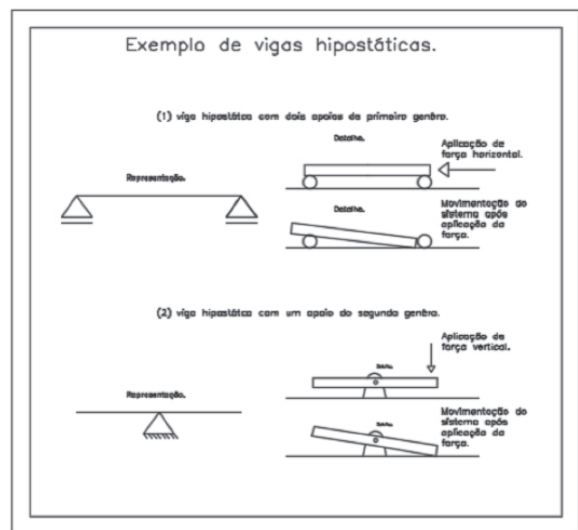 Exemplo de vigas hipostáticas.
(1) viga hipostática com dois apoios de primeiro genêro.
Representação.
Detalhe.
Aplicação de
força horizontal.
Detalhe.
Movimentação do
sistema após
aplicação da
força.
(2) viga hipostática com um apoio do segundo genêro.
Representação.
Aplicação de
força vertical.
Movimentação do
sistema após
aplicação da
força.